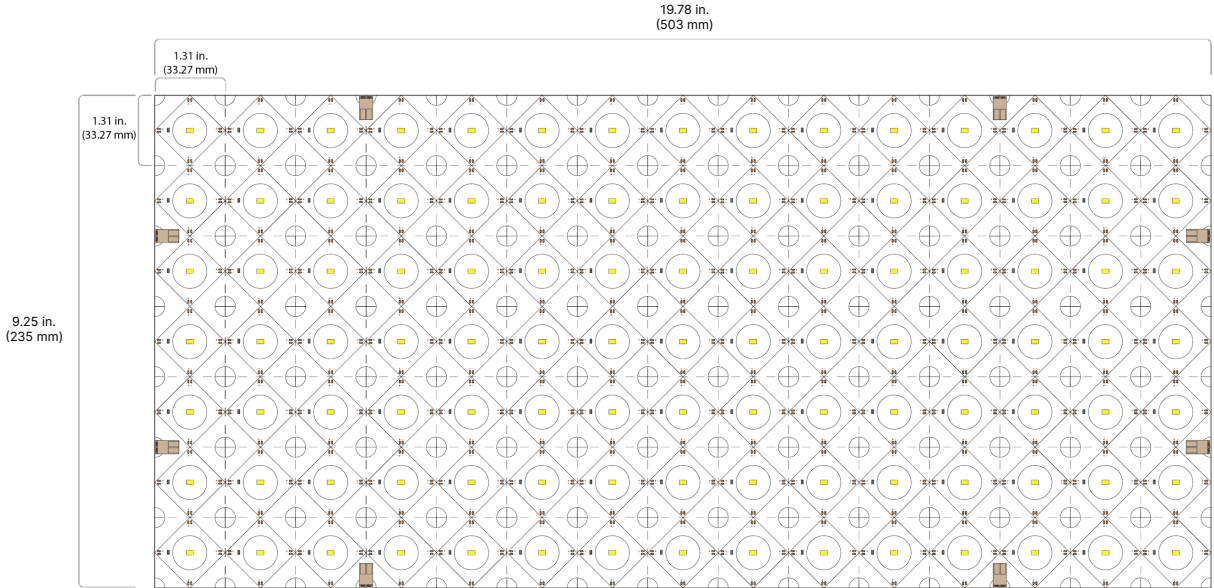 19.78 in.
(503 mm)
1.31 in.
(33.27 mm)
1.31 in.
(33.27 mm)
9.25 in.
(235 mm)